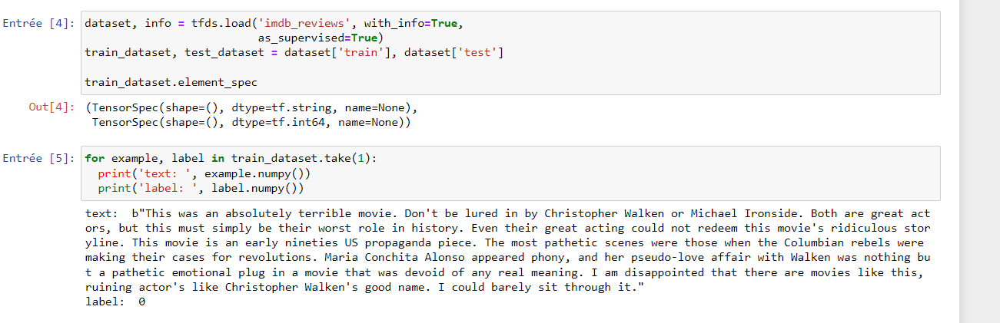 Entrée [4]: dataset, info = tfds.load('imdb_reviews', with_info=True,
                          as_supervised=True)
train_dataset, test_dataset = dataset['train'], dataset['test']
train_dataset.element_spec
Out[4]: (TensorSpec(shape=(), dtype=tf.string, name=None),
 TensorSpec(shape=(), dtype=tf.int64, name=None))
Entrée [5]: for example, label in train_dataset.take(1):
  print('text: ', example.numpy())
  print('label: ', label.numpy())
text:  b"This was an absolutely terrible movie. Don't be lured in by Christopher Walken or Michael Ironside. Both are great act
ors, but this must simply be their worst role in history. Even their great acting could not redeem this movie's ridiculous stor
yline. This movie is an early nineties US propaganda piece. The most pathetic scenes were those when the Columbian rebels were
making their cases for revolutions. Maria Conchita Alonso appeared phony, and her pseudo-love affair with Walken was nothing bu
t a pathetic emotional plug in a movie that was devoid of any real meaning. I am disappointed that there are movies like this,
ruining actor's like Christopher Walken's good name. I could barely sit through it."
label:  0